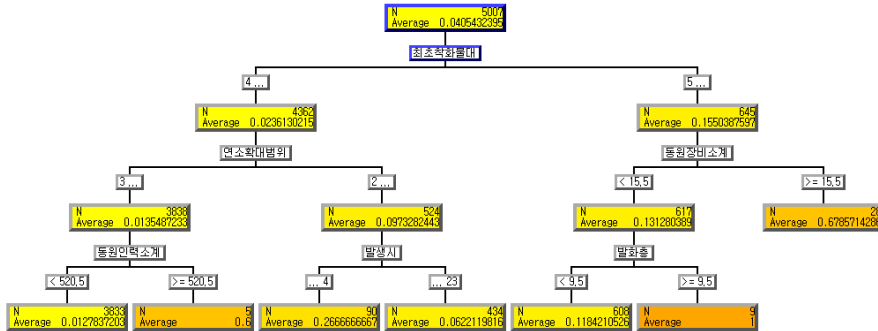 N 5007
Average 0.0405432395
최초착화물대
4 ...
5 ...
N 4362
Average 0.0236130215
N 645
Average 0.1550387597
연소확대범위
동원장비소계
3 ...
2 ...
< 15,5
>= 15,5
N 3838
Average 0.0135487233
N 524
Average 0.0973282443
N 617
Average 0.131280389
N
Average 0.678571428
동원인력소계
발생시
발화층
< 520,5
>= 520,5
... 4
... 23
< 9,5
>= 9,5
N 3833
Average 0.0127837203
N 5
Average 0.6
N 90
Average 0.2666666667
N 434
Average 0.0622119816
N 608
Average 0.1184210526
N 9
Average 1